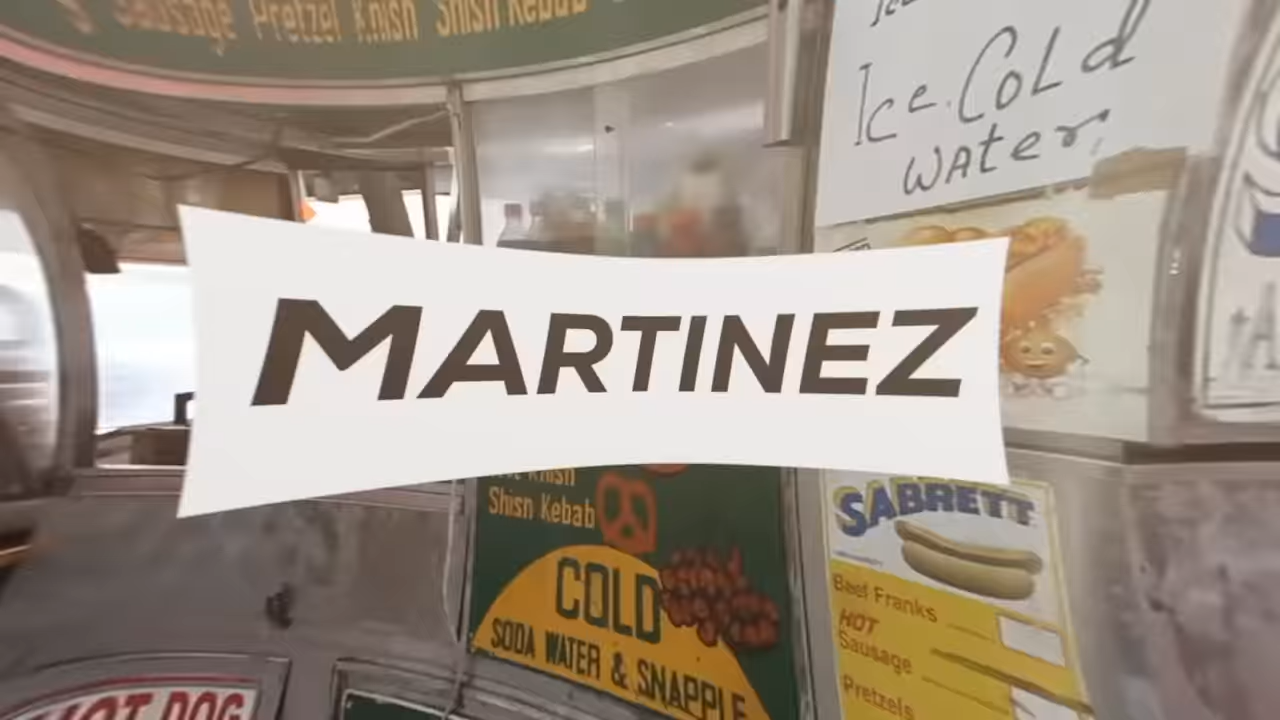 Sausage Pretzel Knish Shish Kebab
Ice. Cold
water
MARTINEZ
Knish
Shish Kebab
COLD
SODA WATER & SNAPPLE
SABRETT
Beef Franks
HOT
Sausage
Pretzels
HOT DOG